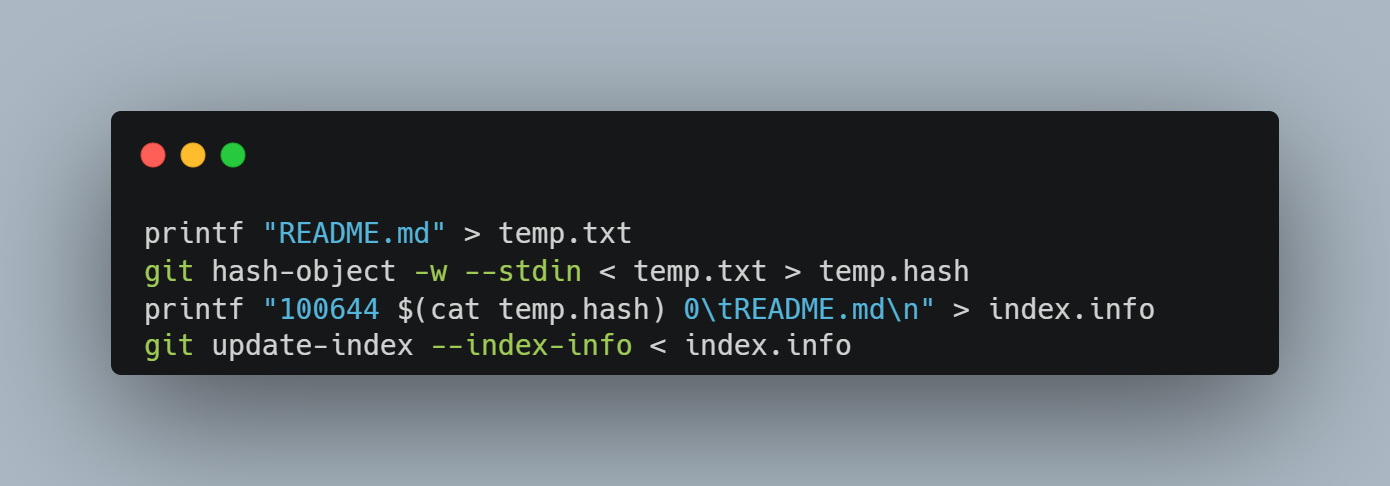 printf "README.md" > temp.txt
git hash-object -w --stdin < temp.txt > temp.hash
printf "100644 $(cat temp.hash) 0\tREADME.md\n" > index.info
git update-index --index-info < index.info